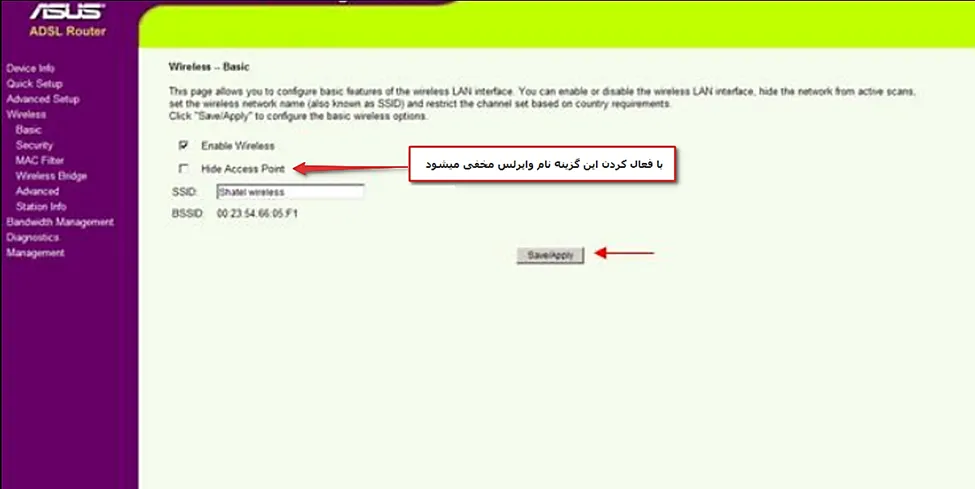 ASUS
ADSL Router
Device Info
Quick Setup
Advanced Setup
Wireless
Basic
Security
MAC Filter
Wireless Bridge
Advanced
Station Info
Bandwidth Management
Diagnostics
Management
Wireless -- Basic
This page allows you to configure basic features of the wireless LAN interface. You can enable or disable the wireless LAN interface, hide the network from active scans,
set the wireless network name (also known as SSID) and restrict the channel set based on country requirements.
Click "Save/Apply" to configure the basic wireless options.
Enable Wireless
Hide Access Point
با فعال کردن این گزینه نام وایرلس مخفی میشود
SSID: Shatel wireless
BSSID: 00:23:54:66:05:F1
Save/Apply